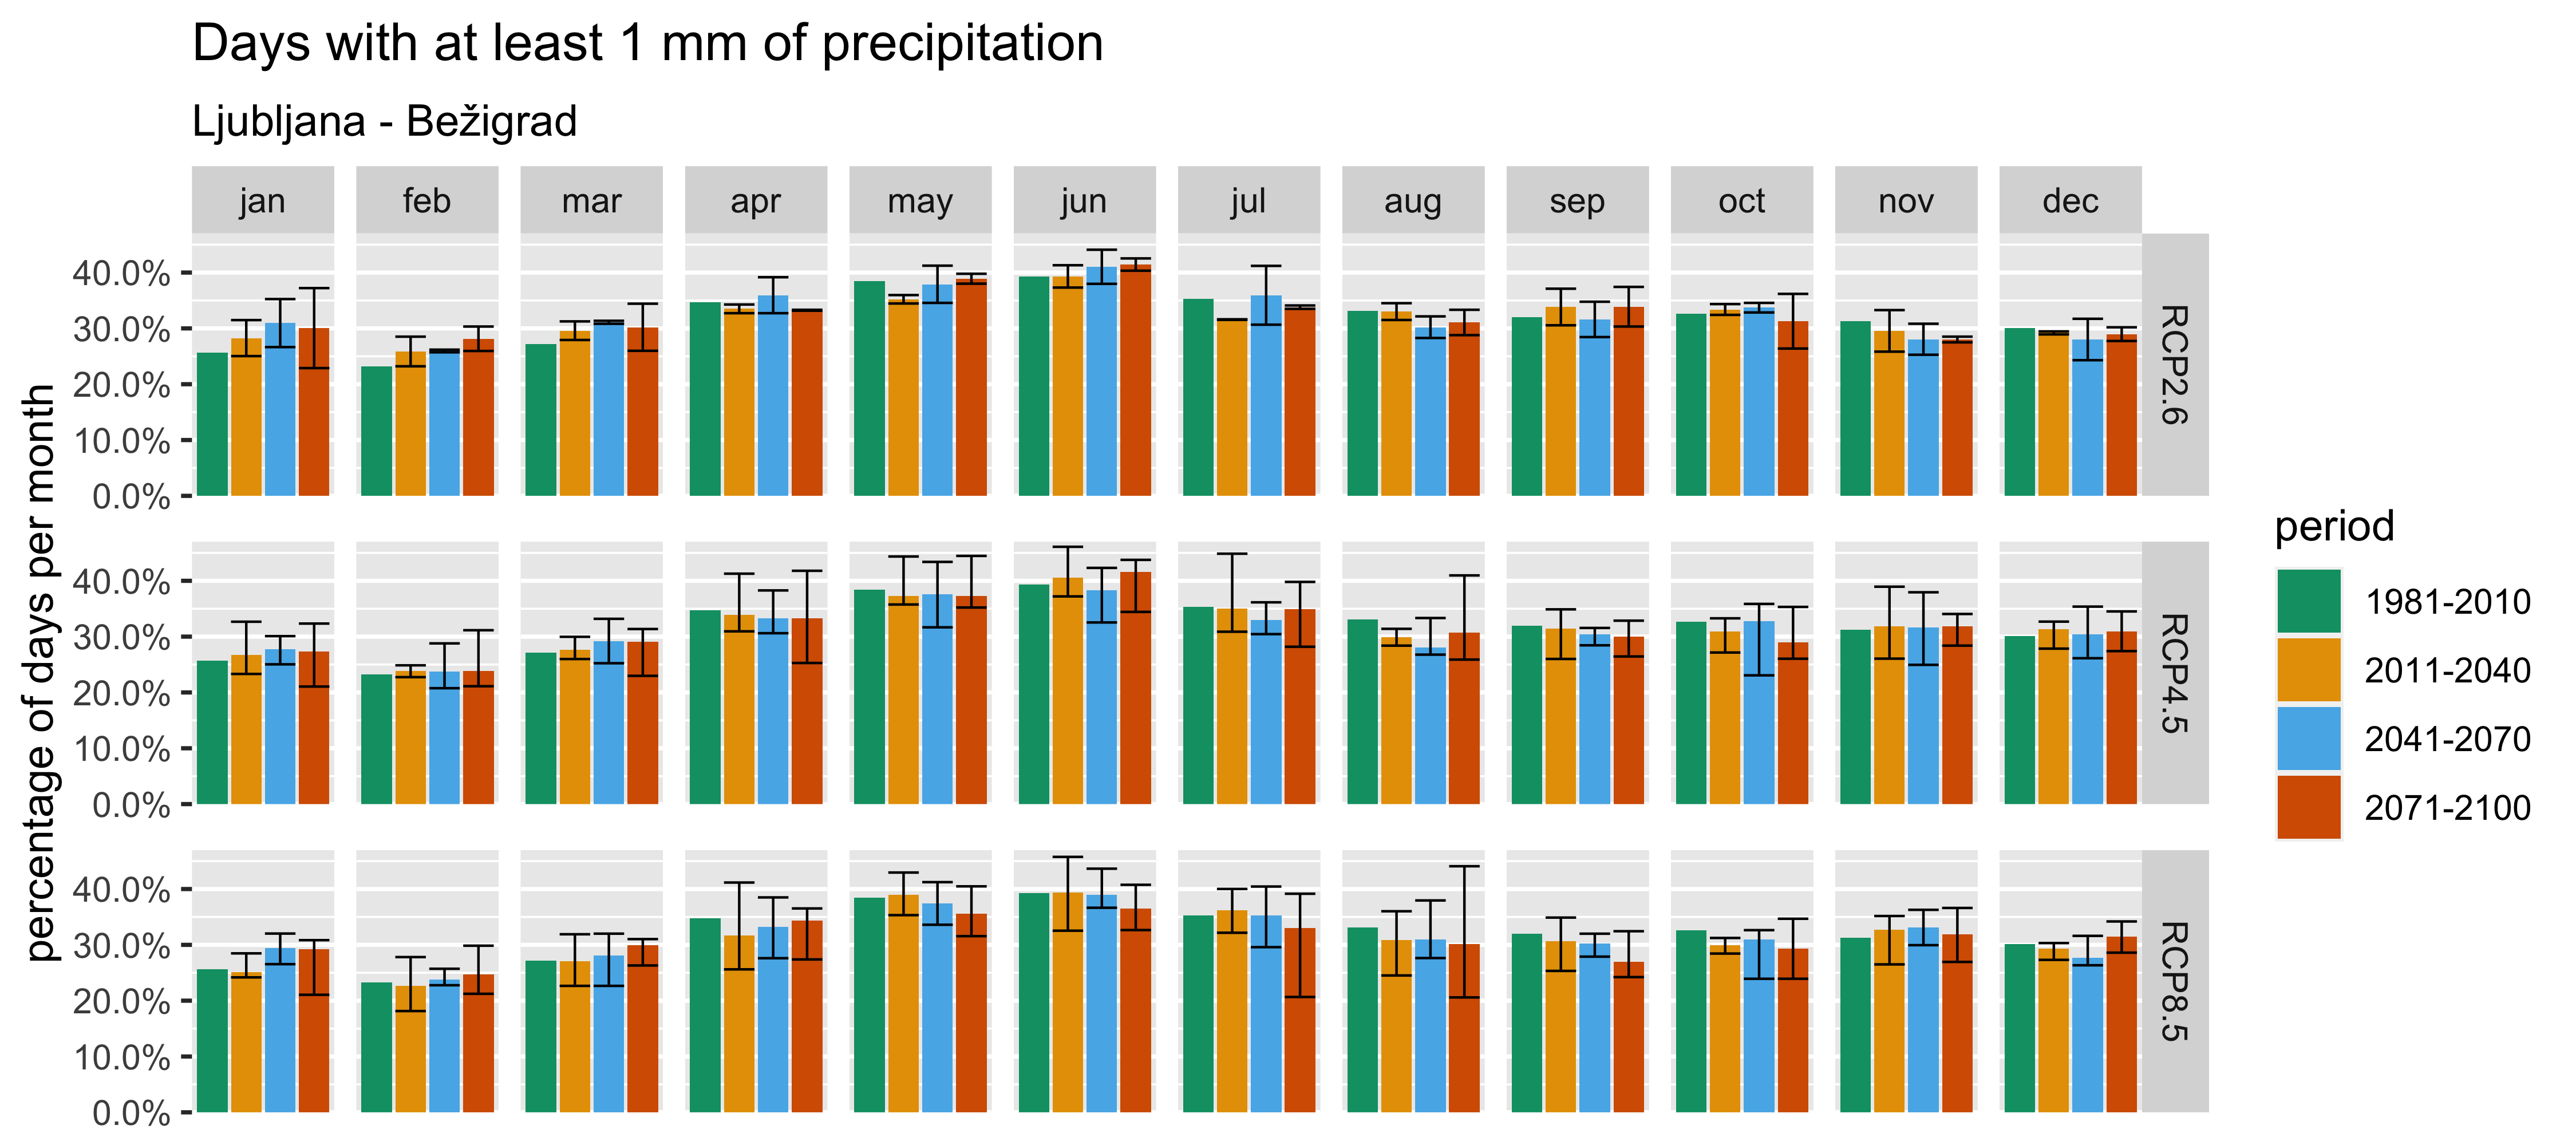 Days with at least 1 mm of precipitation
Ljubljana - Bežigrad
jan feb mar apr may jun jul aug sep oct nov dec
percentage of days per month
40.0%
30.0%
20.0%
10.0%
0.0%
RCP2.6
40.0%
30.0%
20.0%
10.0%
0.0%
RCP4.5
40.0%
30.0%
20.0%
10.0%
0.0%
RCP8.5
period
1981-2010
2011-2040
2041-2070
2071-2100